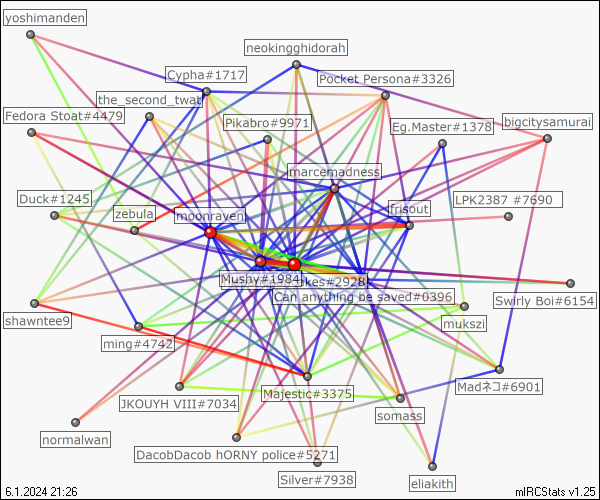 yoshimanden
neokingghidorah
Cypha#1717
Pocket Persona#3326
the_second_twat
Fedora Stoat#4479
Pikabro#9971
Eg.Master#1378
bigcitysamurai
marcemadness
Duck#1245
LPK2387 #7690
zebula
moonraven
frisout
Mushy#1984
ikes#2928
Can anything be saved#0396
Swirly Boi#6154
shawntee9
mukszi
ming#4742
Majestic#3375
Madネコ#6901
JKOUYH VIII#7034
somass
normalwan
DacobDacob hORNY police#5271
Silver#7938
eliakith
6.1.2024 21:26
mIRCStats v1.25